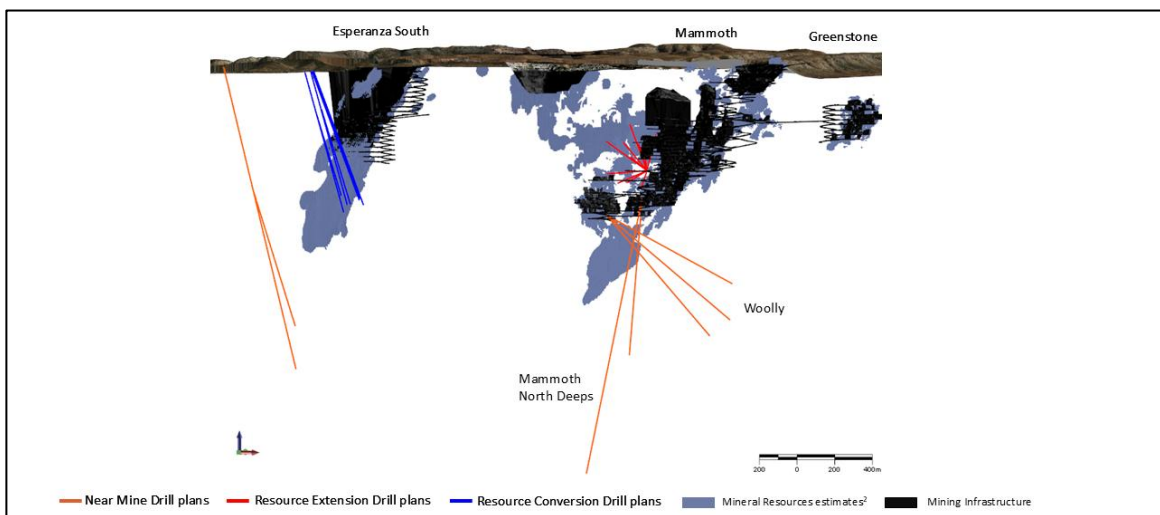 Esperanza South
Mammoth
Greenstone
Woolly
Mammoth
North Deeps
200 0 200 400m
Near Mine Drill plans
Resource Extension Drill plans
Resource Conversion Drill plans
Mineral Resources estimates²
Mining Infrastructure